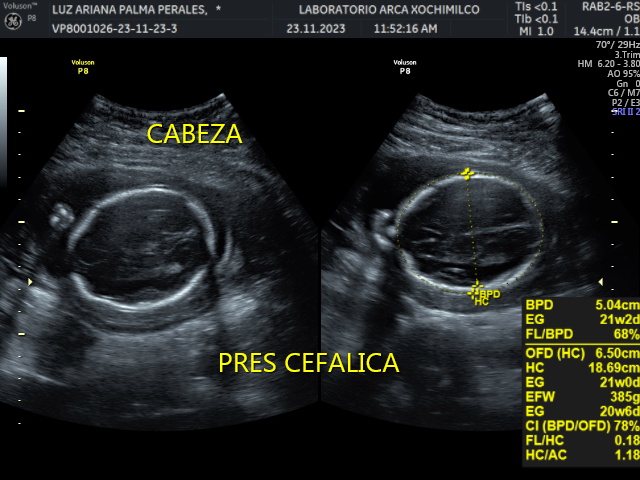 Voluson™
P8
LUZ ARIANA PALMA PERALES, *
VP8001026-23-11-23-3
LABORATORIO ARCA XOCHIMILCO
23.11.2023 11:52:16 AM
TIs <0.1
TIb <0.1
MI 1.0
RAB2-6-RS
OB
14.4cm / 1.1
70°/ 29Hz
3.Trim
HM 6.20 - 3.80
AO 95%
Gn 0
C6 / M7
P2 / E3
SRI II 2
Voluson
P8
Voluson
P8
CABEZA
PRES CEFALICA
BPD
HC
BPD 5.04cm
EG 21w2d
FL/BPD 68%
OFD (HC) 6.50cm
HC 18.69cm
EG 21w0d
EFW 385g
EG 20w6d
CI (BPD/OFD) 78%
FL/HC 0.18
HC/AC 1.18